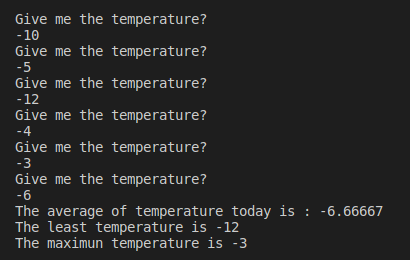 Give me the temperature?
-10
Give me the temperature?
-5
Give me the temperature?
-12
Give me the temperature?
-4
Give me the temperature?
-3
Give me the temperature?
-6
The average of temperature today is : -6.66667
The least temperature is -12
The maximun temperature is -3